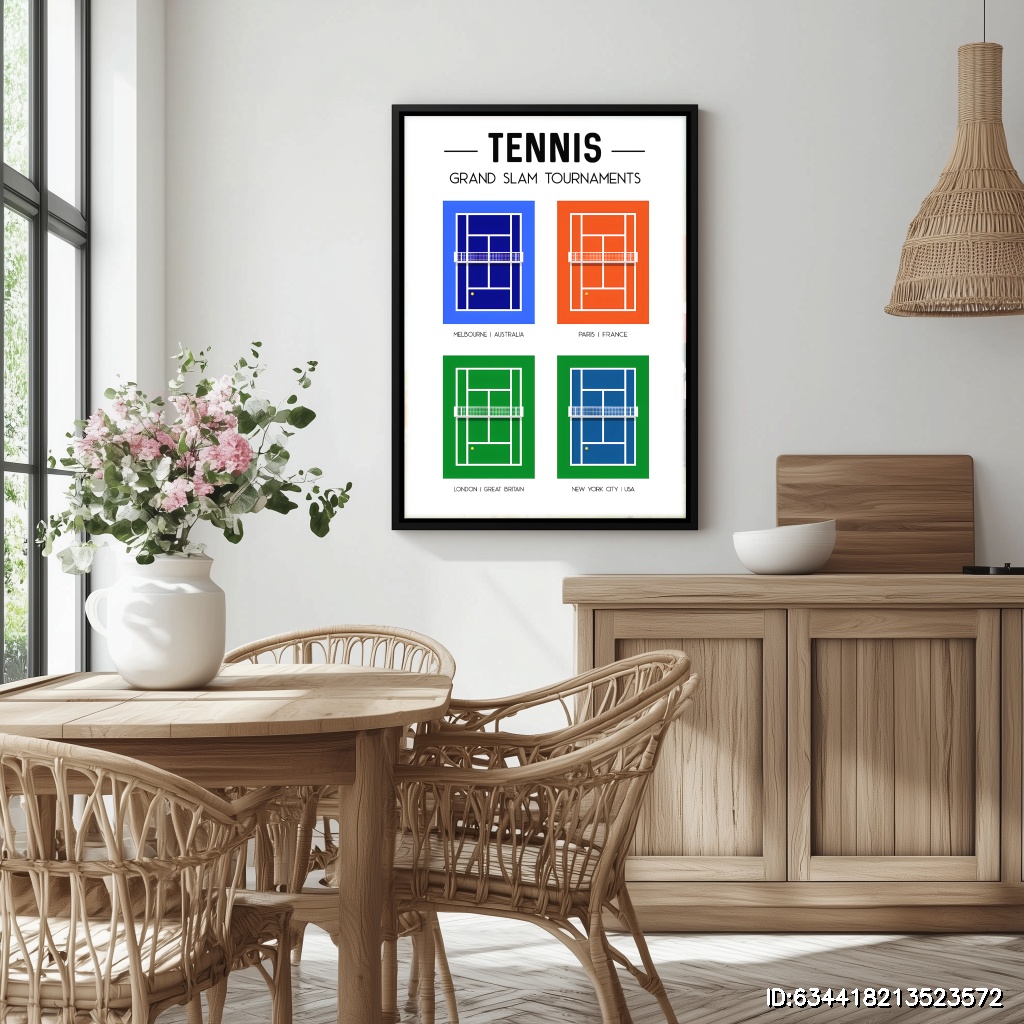 TENNIS
GRAND SLAM TOURNAMENTS
MELBOURNE | AUSTRALIA
PARIS | FRANCE
LONDON | GREAT BRITAIN
NEW YORK CITY | USA
ID:634418213523572